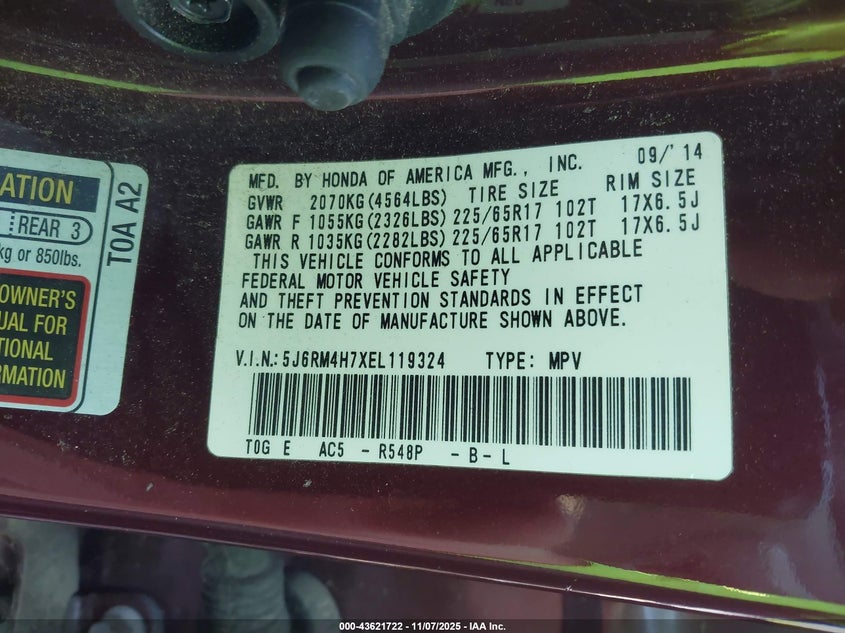 MFD. BY HONDA OF AMERICA MFG., INC. 09/'14
GVWR 2070KG(4564LBS) TIRE SIZE RIM SIZE
GAWR F 1055KG(2326LBS) 225/65R17 102T 17X6.5J
GAWR R 1035KG(2282LBS) 225/65R17 102T 17X6.5J
THIS VEHICLE CONFORMS TO ALL APPLICABLE
FEDERAL MOTOR VEHICLE SAFETY
AND THEFT PREVENTION STANDARDS IN EFFECT
ON THE DATE OF MANUFACTURE SHOWN ABOVE.
V.I.N.: 5J6RM4H7XEL119324 TYPE: MPV
T0G E AC5 - R548P - B - L
ATION
REAR 3
kg or 850lbs.
OWNER'S
UAL FOR
TIONAL
RMATION
T0A A2
000-43621722 - 11/07/2025 - IAA Inc.